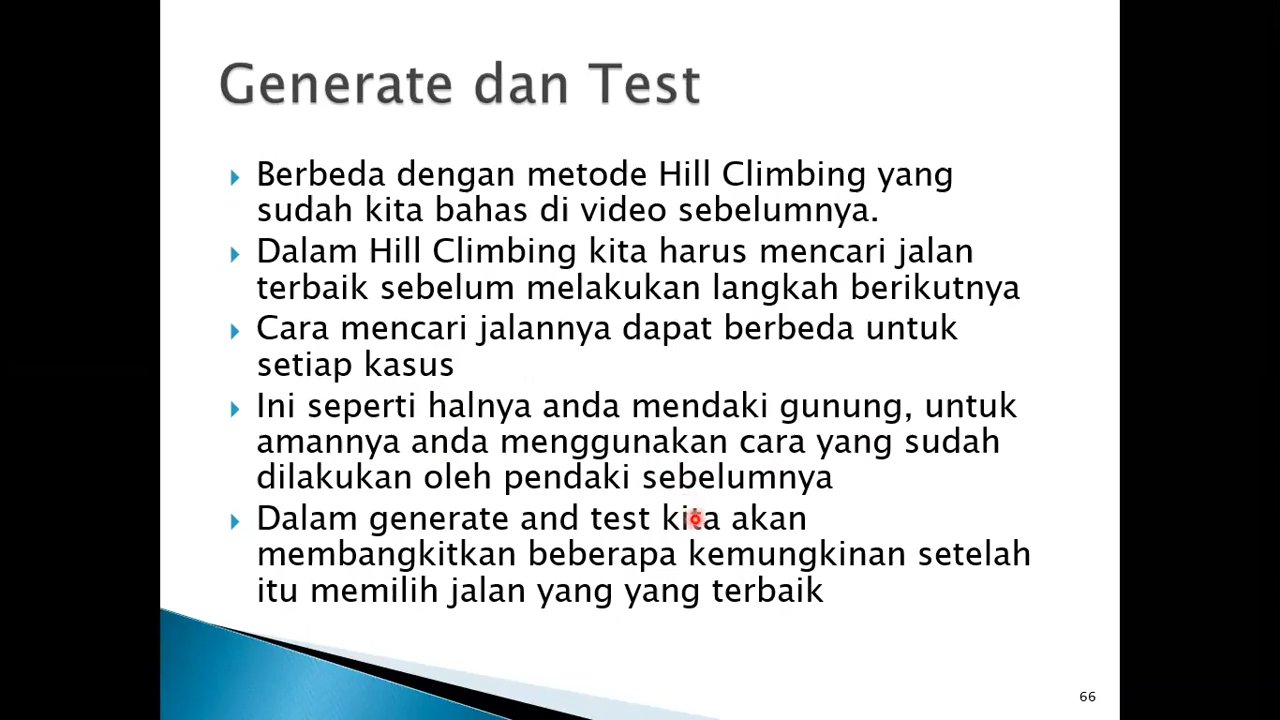 Generate dan Test
Berbeda dengan metode Hill Climbing yang
sudah kita bahas di video sebelumnya.
Dalam Hill Climbing kita harus mencari jalan
terbaik sebelum melakukan langkah berikutnya
Cara mencari jalannya dapat berbeda untuk
setiap kasus
Ini seperti halnya anda mendaki gunung, untuk
amannya anda menggunakan cara yang sudah
dilakukan oleh pendaki sebelumnya
Dalam generate and test kita akan
membangkitkan beberapa kemungkinan setelah
itu memilih jalan yang yang terbaik
66